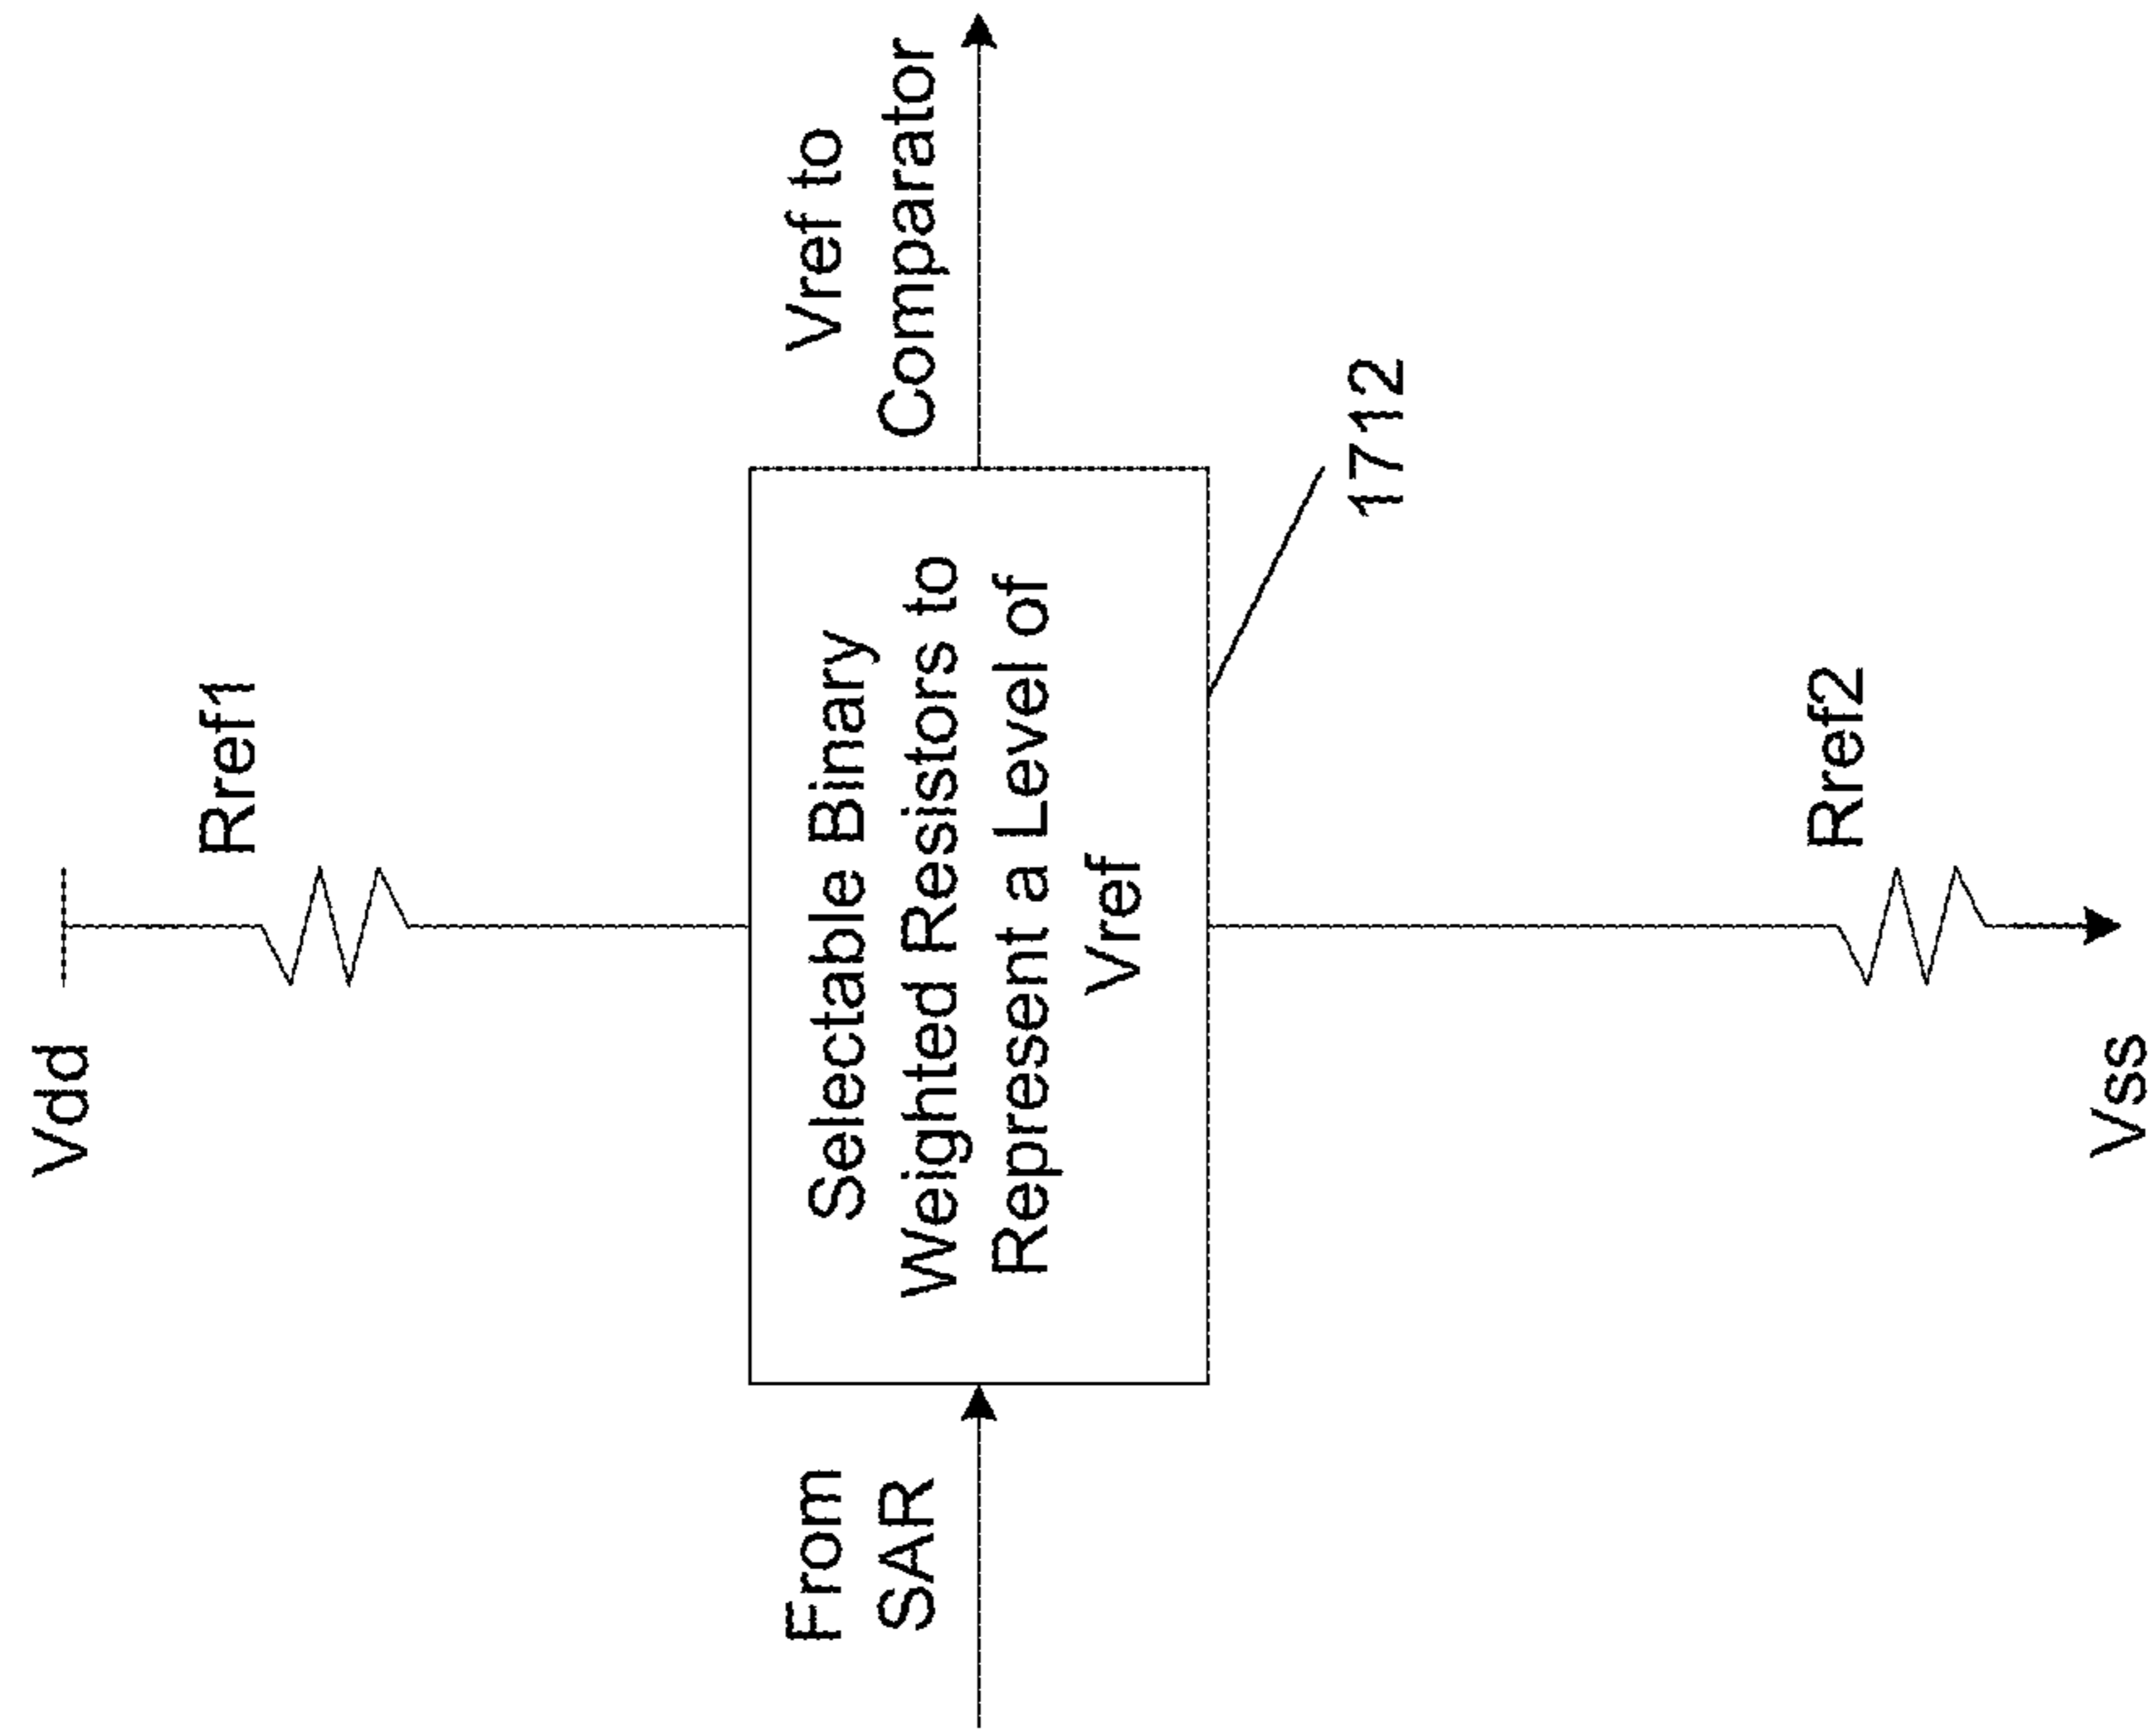 Vdd
Rref1
From
SAR
Selectable Binary
Weighted Resistors to
Represent a Level of
Vref
Vref to
Comparator
1712
Rref2
Vss